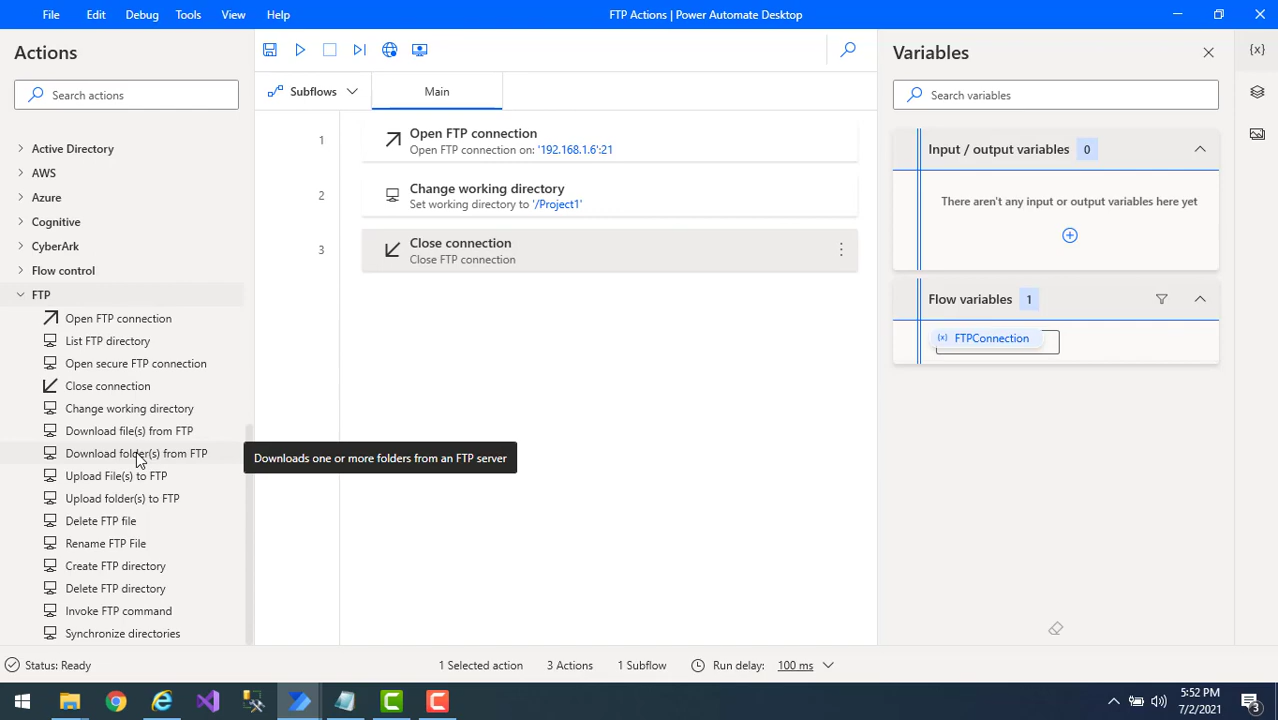 File Edit Debug Tools View Help
FTP Actions | Power Automate Desktop
Actions
Search actions
Active Directory
AWS
Azure
Cognitive
CyberArk
Flow control
FTP
Open FTP connection
List FTP directory
Open secure FTP connection
Close connection
Change working directory
Download file(s) from FTP
Download folder(s) from FTP
Upload File(s) to FTP
Upload folder(s) to FTP
Delete FTP file
Rename FTP File
Create FTP directory
Delete FTP directory
Invoke FTP command
Synchronize directories
Downloads one or more folders from an FTP server
Subflows
Main
1
Open FTP connection
Open FTP connection on: '192.168.1.6':21
2
Change working directory
Set working directory to '/Project1'
3
Close connection
Close FTP connection
Variables
{x}
Search variables
Input / output variables 0
There aren't any input or output variables here yet
Flow variables 1
{x} FTPConnection
Status: Ready
1 Selected action
3 Actions
1 Subflow
Run delay: 100 ms
5:52 PM
7/2/2021
3